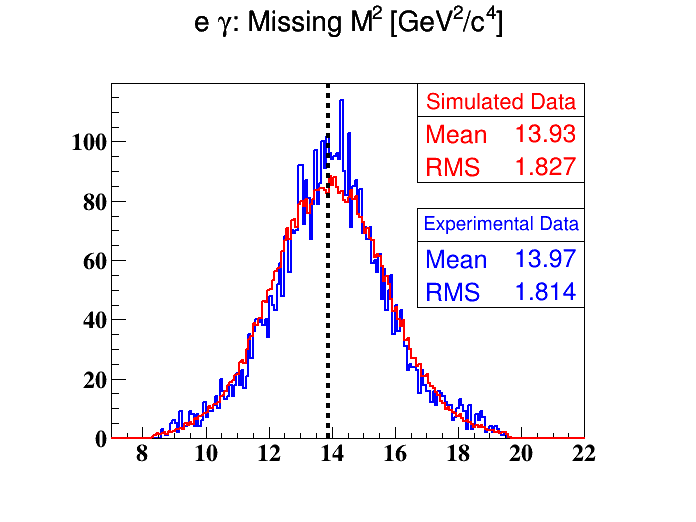 e γ: Missing M² [GeV²/c⁴]
Simulated Data
Mean 13.93
RMS 1.827
Experimental Data
Mean 13.97
RMS 1.814
100
80
60
40
20
0
8 10 12 14 16 18 20 22